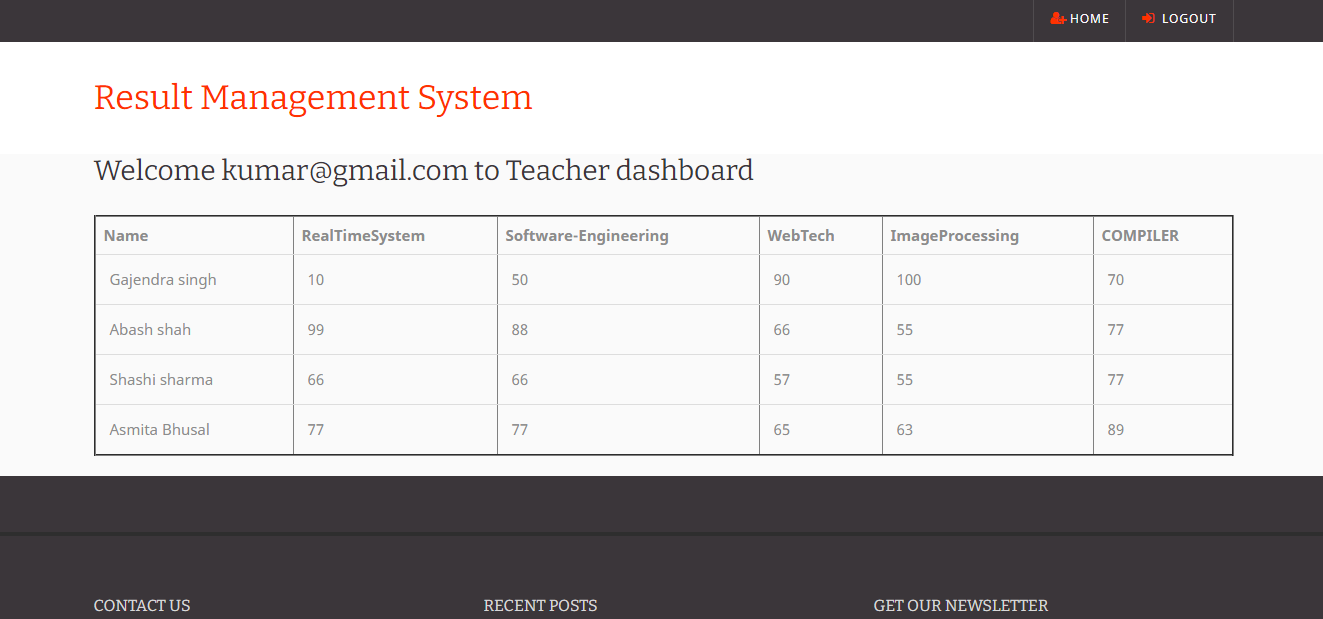 HOME LOGOUT
Result Management System
Welcome kumar@gmail.com to Teacher dashboard
Name RealTimeSystem Software-Engineering WebTech ImageProcessing COMPILER
Gajendra singh 10 50 90 100 70
Abash shah 99 88 66 55 77
Shashi sharma 66 66 57 55 77
Asmita Bhusal 77 77 65 63 89
CONTACT US RECENT POSTS GET OUR NEWSLETTER